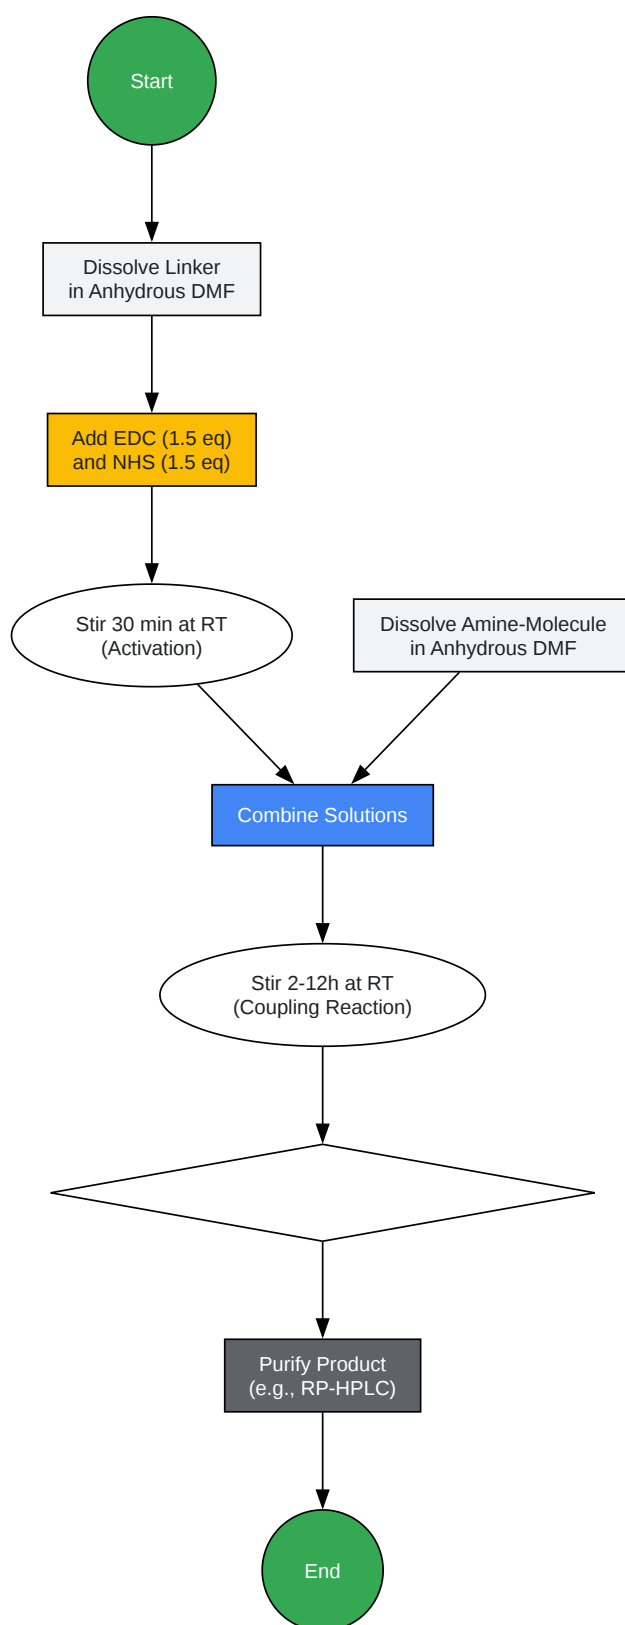 Start
Dissolve Linker
in Anhydrous DMF
Add EDC (1.5 eq)
and NHS (1.5 eq)
Stir 30 min at RT
(Activation)
Dissolve Amine-Molecule
in Anhydrous DMF
Combine Solutions
Stir 2-12h at RT
(Coupling Reaction)
Purify Product
(e.g., RP-HPLC)
End